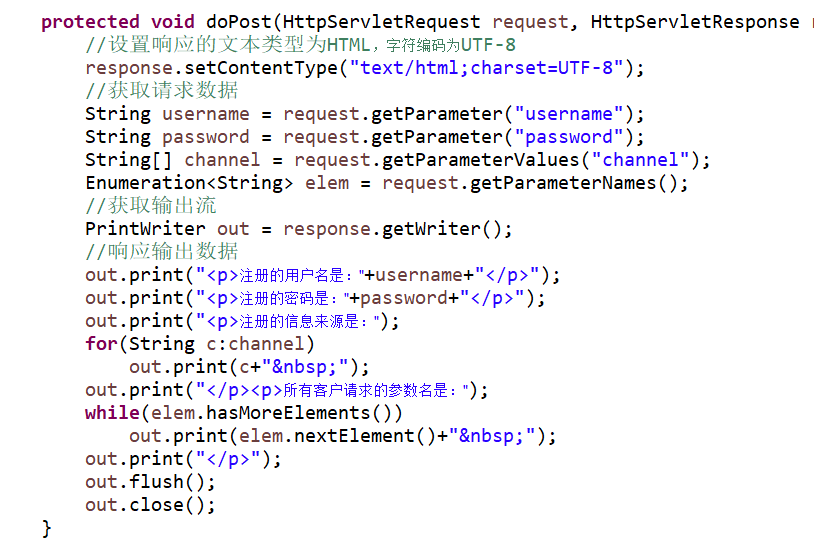 protected void doPost(HttpServletRequest request, HttpServletResponse
//设置响应的文本类型为HTML，字符编码为UTF-8
response.setContentType("text/html;charset=UTF-8");
//获取请求数据
String username = request.getParameter("username");
String password = request.getParameter("password");
String[] channel = request.getParameterValues("channel");
Enumeration<String> elem = request.getParameterNames();
//获取输出流
PrintWriter out = response.getWriter();
//响应输出数据
out.print("<p>注册的用户名是："+username+"</p>");
out.print("<p>注册的密码是："+password+"</p>");
out.print("<p>注册的信息来源是：");
for(String c:channel)
out.print(c+"&nbsp;");
out.print("</p><p>所有客户请求的参数名是：");
while(elem.hasMoreElements())
out.print(elem.nextElement()+"&nbsp;");
out.print("</p>");
out.flush();
out.close();
}